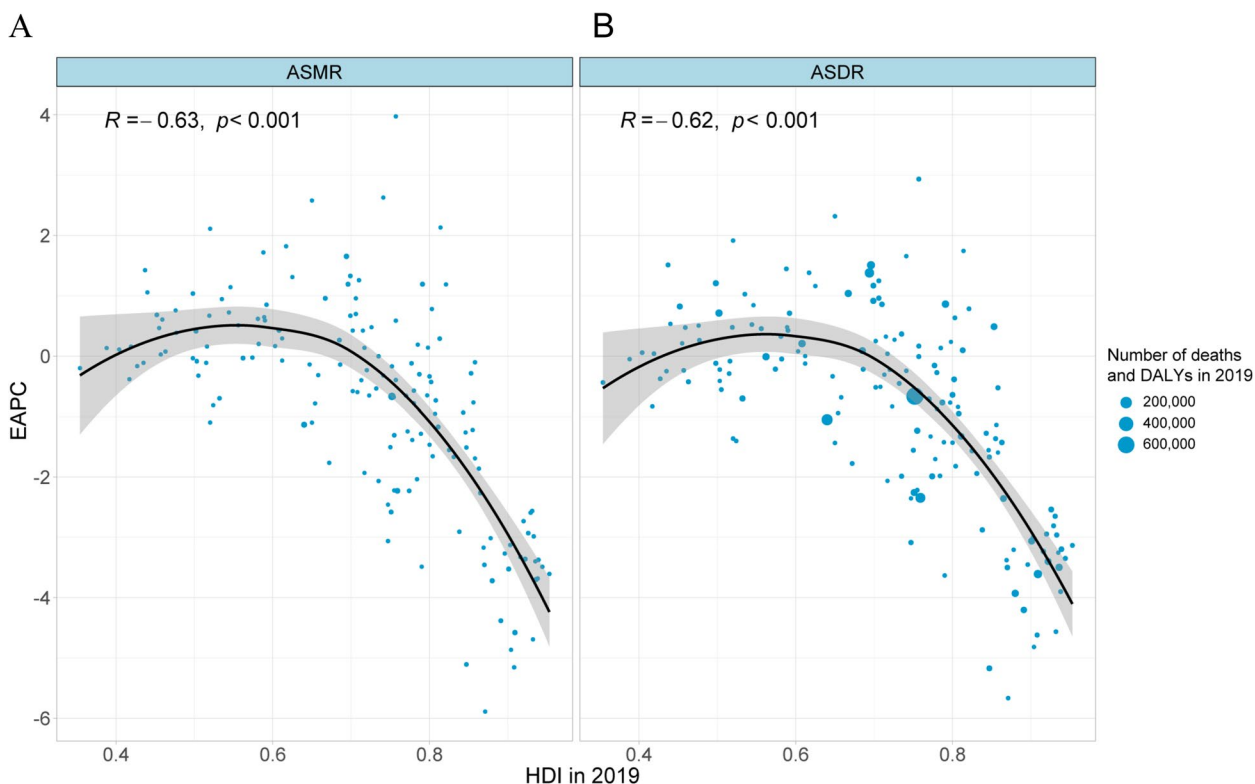 A
B
ASMR
ASDR
R = − 0.63, p < 0.001
R = − 0.62, p < 0.001
4
2
0
-2
-4
-6
EAPC
0.4
0.6
0.8
0.4
0.6
0.8
HDI in 2019
Number of deaths
and DALYs in 2019
200,000
400,000
600,000